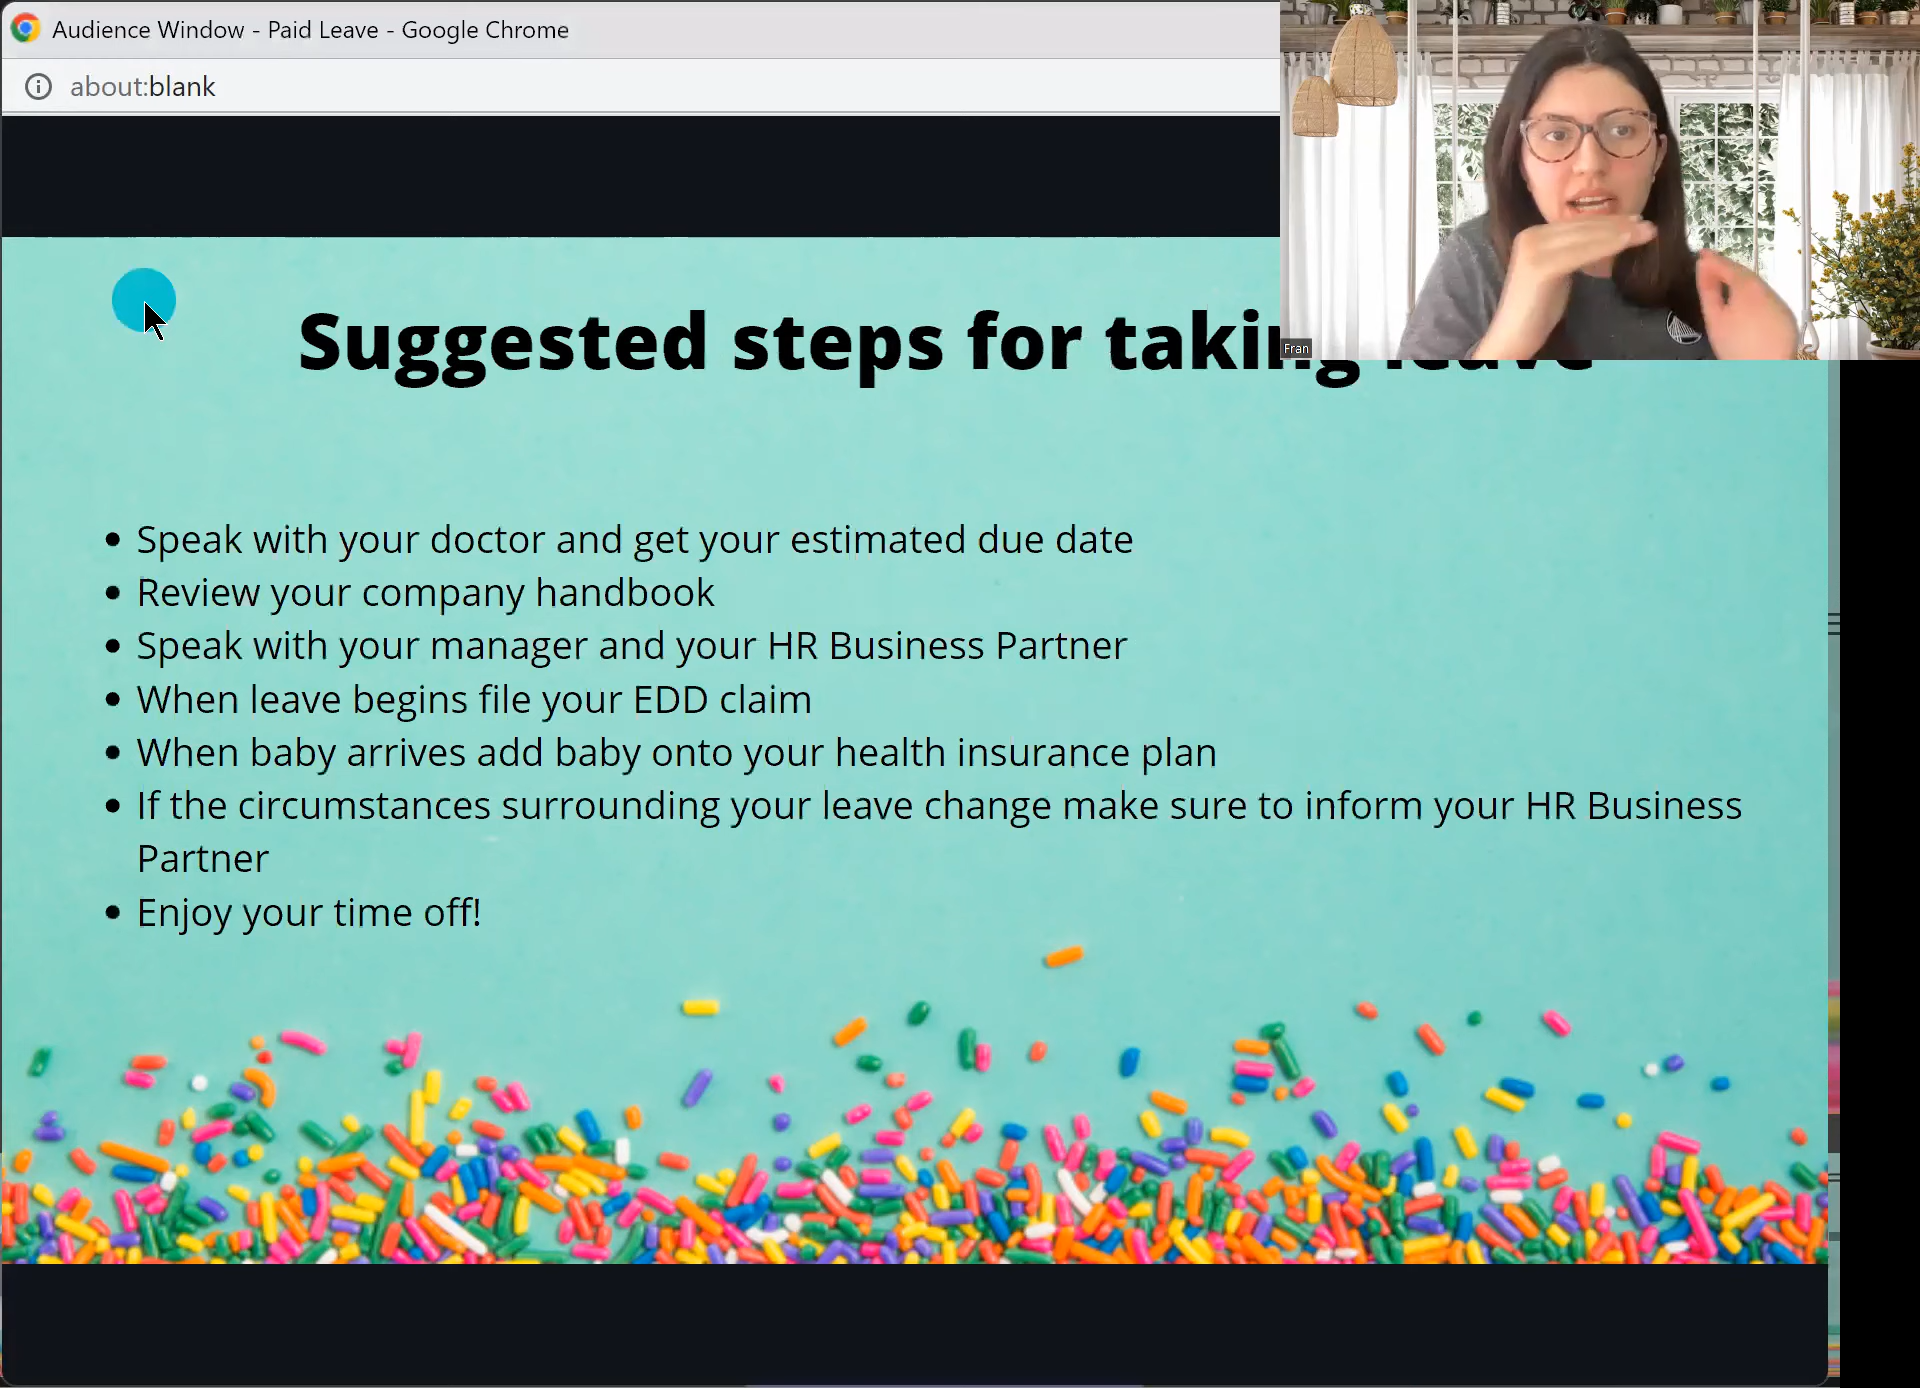 Audience Window - Paid Leave - Google Chrome
about:blank
Fran
Suggested steps for taking leave
• Speak with your doctor and get your estimated due date
• Review your company handbook
• Speak with your manager and your HR Business Partner
• When leave begins file your EDD claim
• When baby arrives add baby onto your health insurance plan
• If the circumstances surrounding your leave change make sure to inform your HR Business
Partner
• Enjoy your time off!